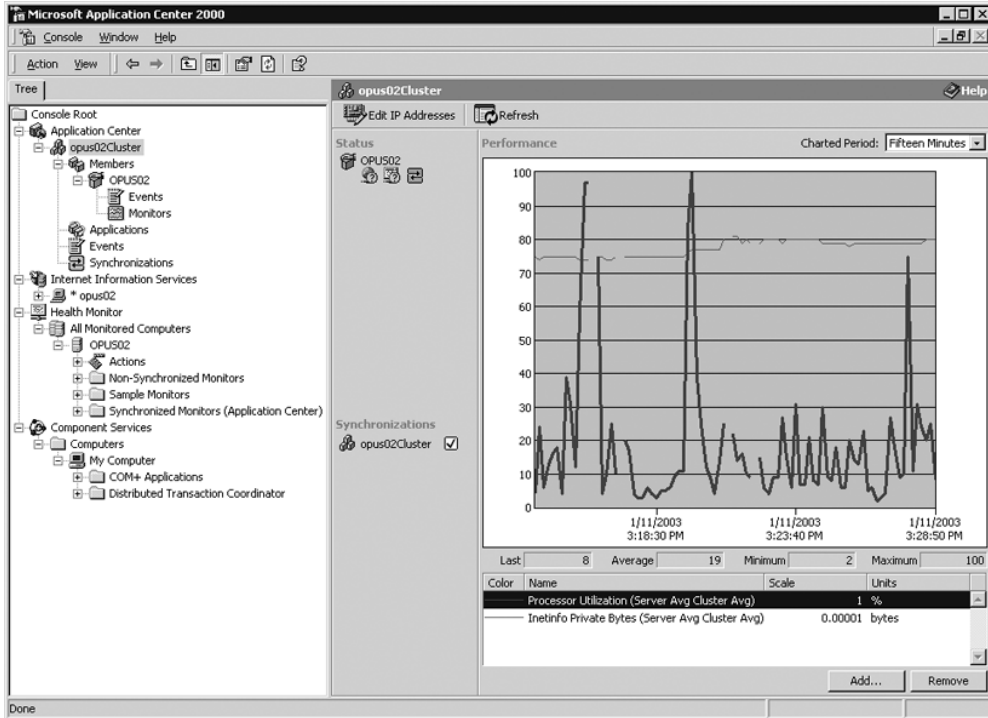 Microsoft Application Center 2000
Console Window Help
Action View
Tree
opus02Cluster
Help
Console Root
Application Center
opus02Cluster
Members
OPUS02
Events
Monitors
Applications
Events
Synchronizations
Internet Information Services
* opus02
Health Monitor
All Monitored Computers
OPUS02
Actions
Non-Synchronized Monitors
Sample Monitors
Synchronized Monitors (Application Center)
Component Services
Computers
My Computer
COM+ Applications
Distributed Transaction Coordinator
Edit IP Addresses Refresh
Status
OPUS02
Synchronizations
opus02Cluster
Performance Charted Period: Fifteen Minutes
100
90
80
70
60
50
40
30
20
10
0
1/11/2003 1/11/2003 1/11/2003
3:18:30 PM 3:23:40 PM 3:28:50 PM
Last 8 Average 19 Minimum 2 Maximum 100
Color Name Scale Units
Processor Utilization (Server Avg Cluster Avg) 1 %
Inetinfo Private Bytes (Server Avg Cluster Avg) 0.00001 bytes
Add... Remove
Done